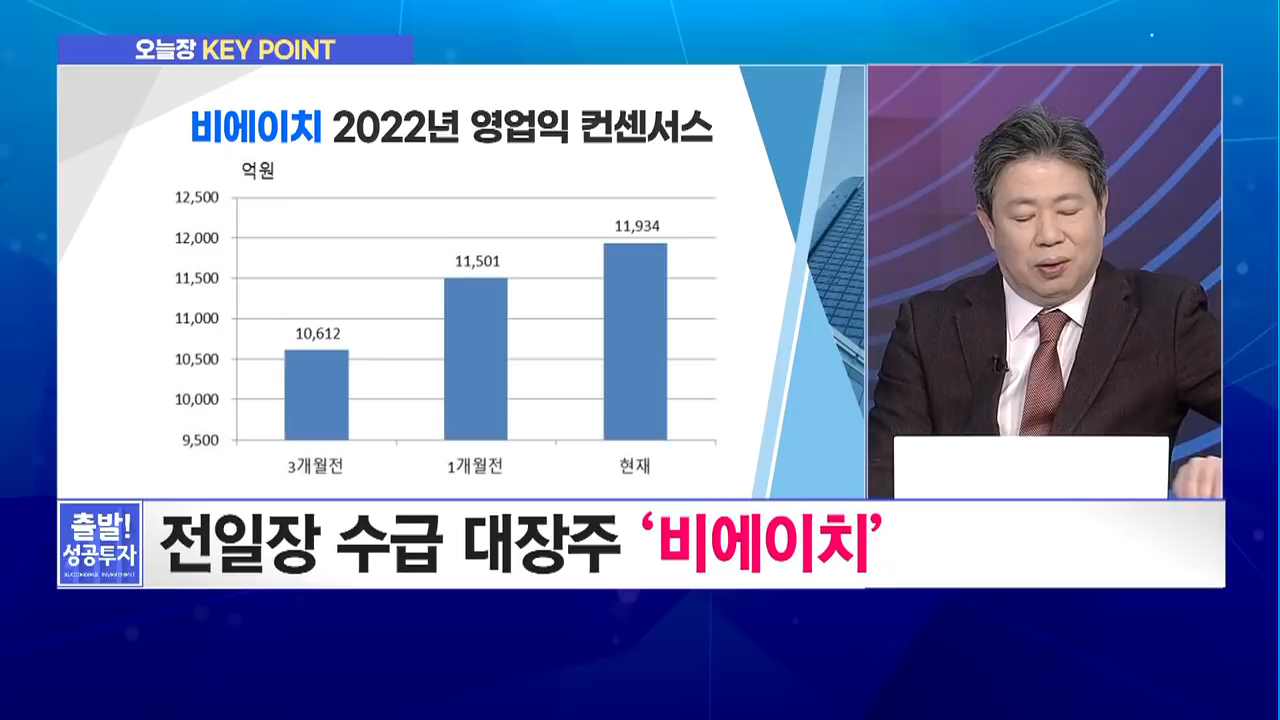 오늘장 KEY POINT
비에이치 2022년 영업익 컨센서스
억원
12,500
12,000
11,500
11,000
10,500
10,000
9,500
10,612
11,501
11,934
3개월전
1개월전
현재
출발!
성공투자
SUCCESSFUL INVESTMENT
전일장 수급 대장주 ‘비에이치’